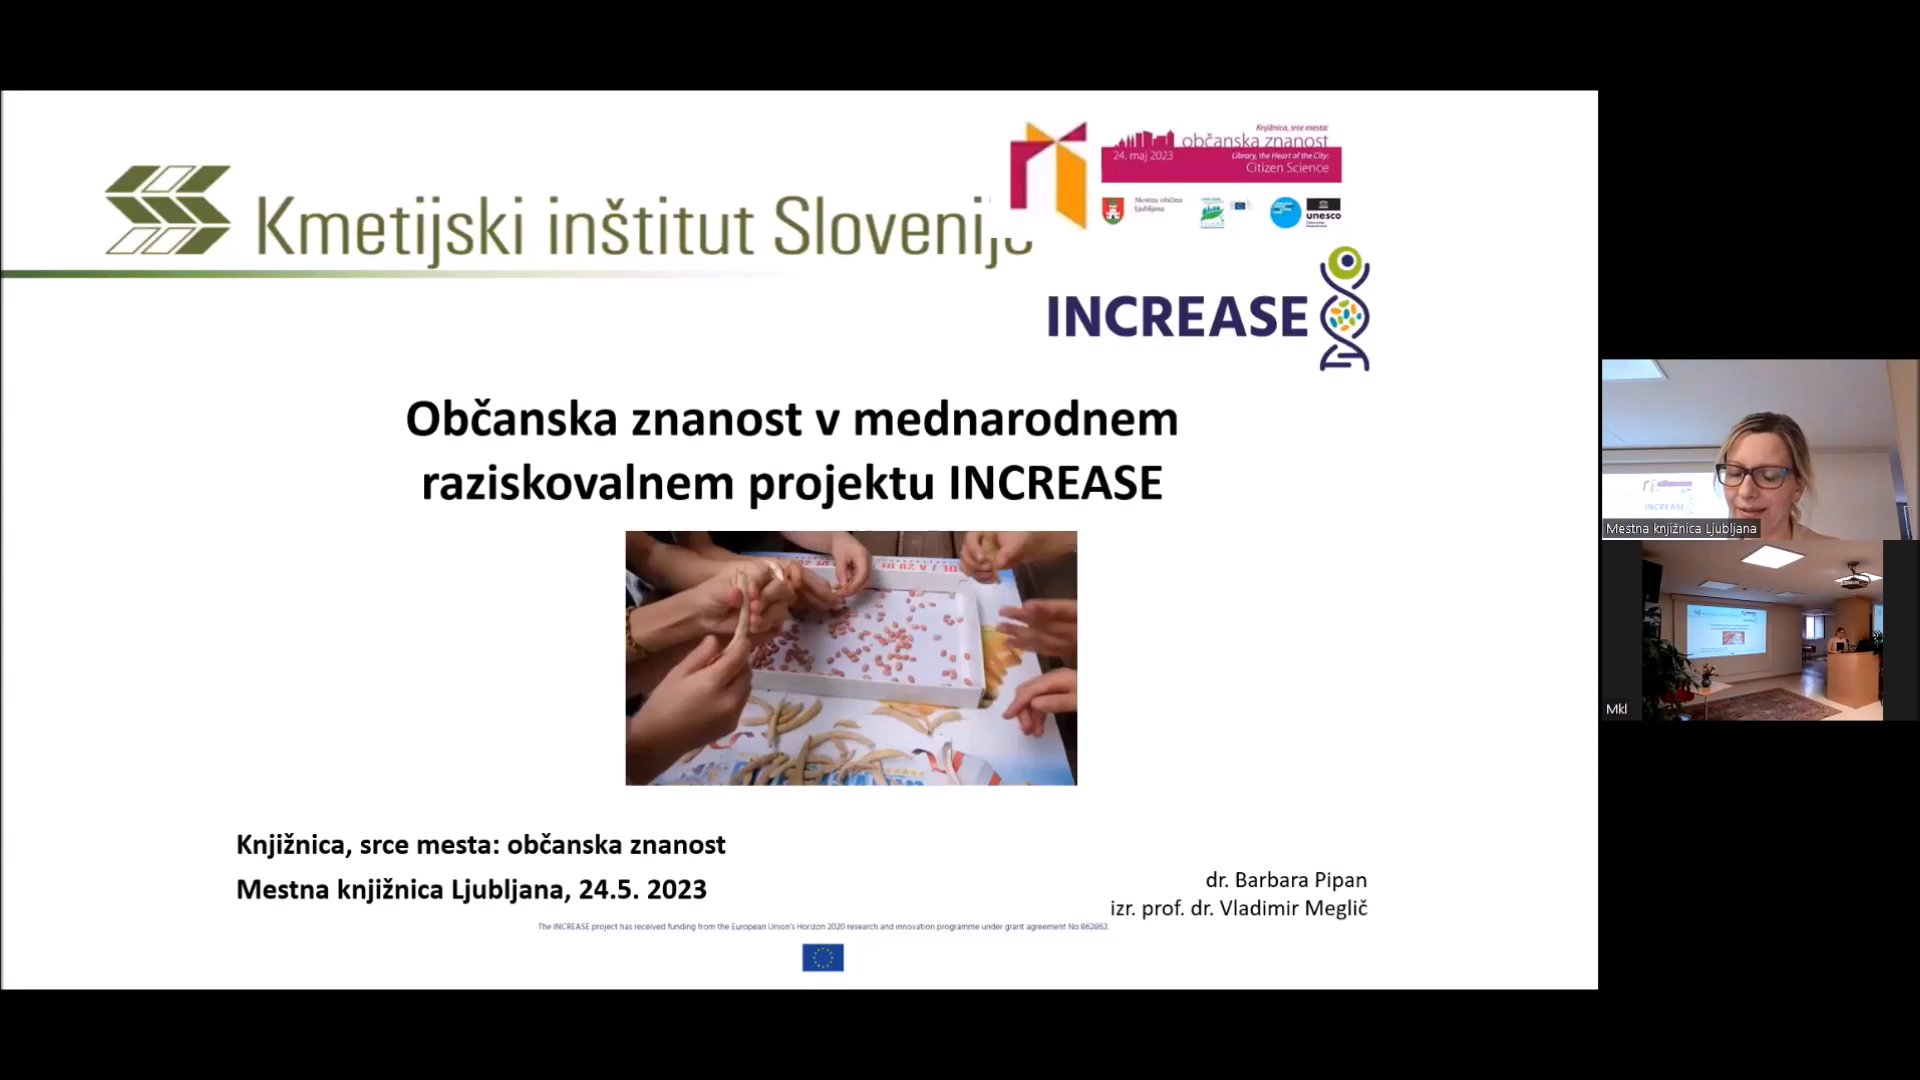 Kmetijski inštitut Slovenije
Knjižnica, srce mesta:
občanska znanost
24. maj 2023
Library, the Heart of the City:
Citizen Science
Mestna občina
Ljubljana
unesco
INCREASE
Občanska znanost v mednarodnem
raziskovalnem projektu INCREASE
Knjižnica, srce mesta: občanska znanost
Mestna knjižnica Ljubljana, 24.5. 2023
dr. Barbara Pipan
izr. prof. dr. Vladimir Meglič
The INCREASE project has received funding from the European Union's Horizon 2020 research and innovation programme under grant agreement No 862862.
INCREASE
Mestna knjižnica Ljubljana
Mkl